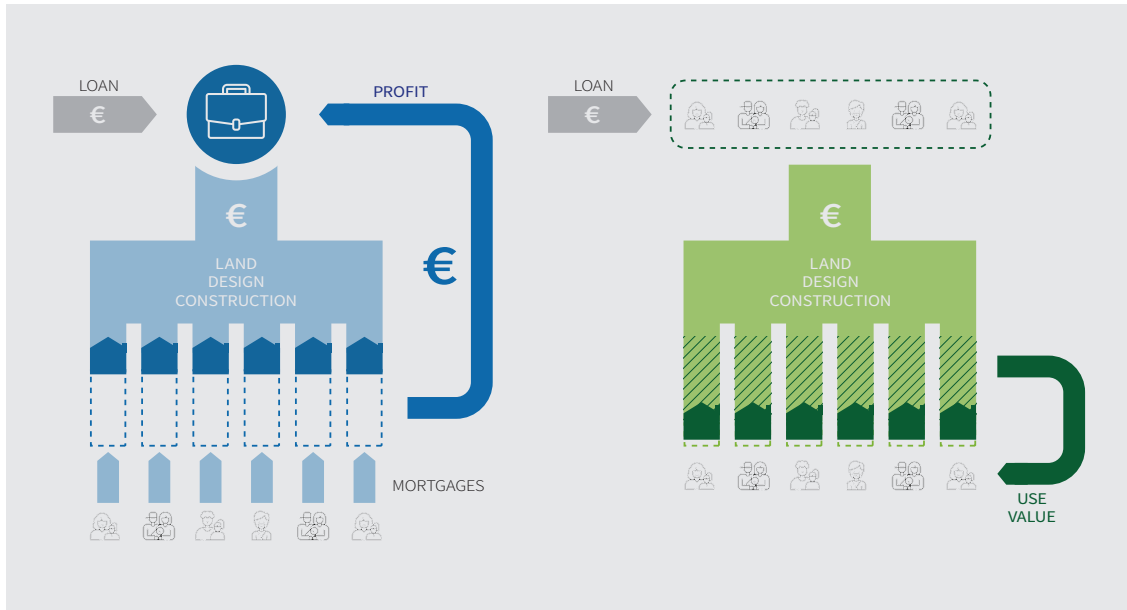 LOAN
€
PROFIT
€
LAND
DESIGN
CONSTRUCTION
€
MORTGAGES
LOAN
€
€
LAND
DESIGN
CONSTRUCTION
USE
VALUE